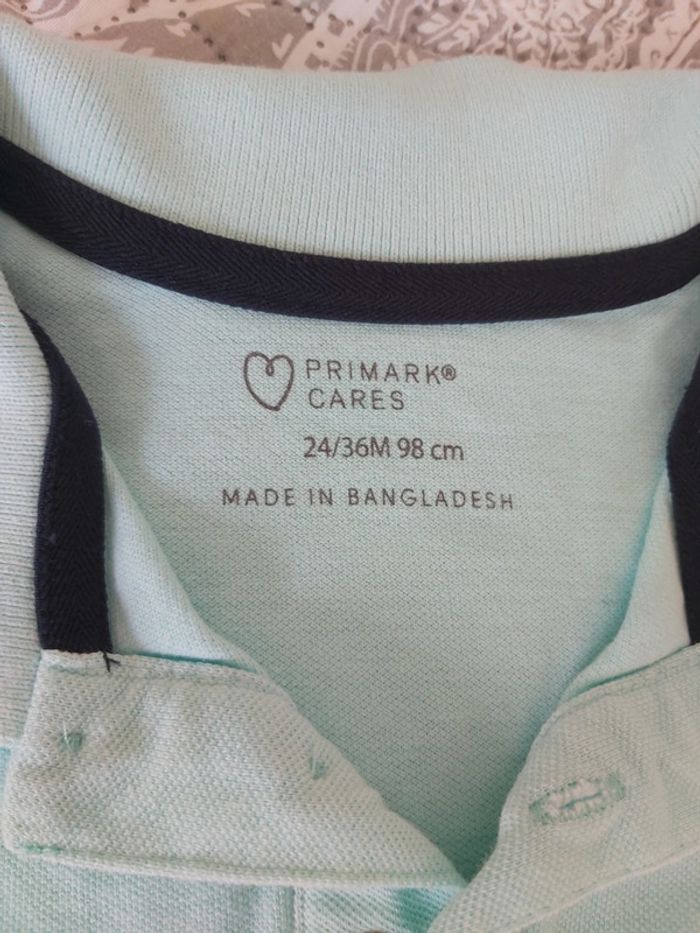 PRIMARK®
CARES
24/36M 98 cm
MADE IN BANGLADESH